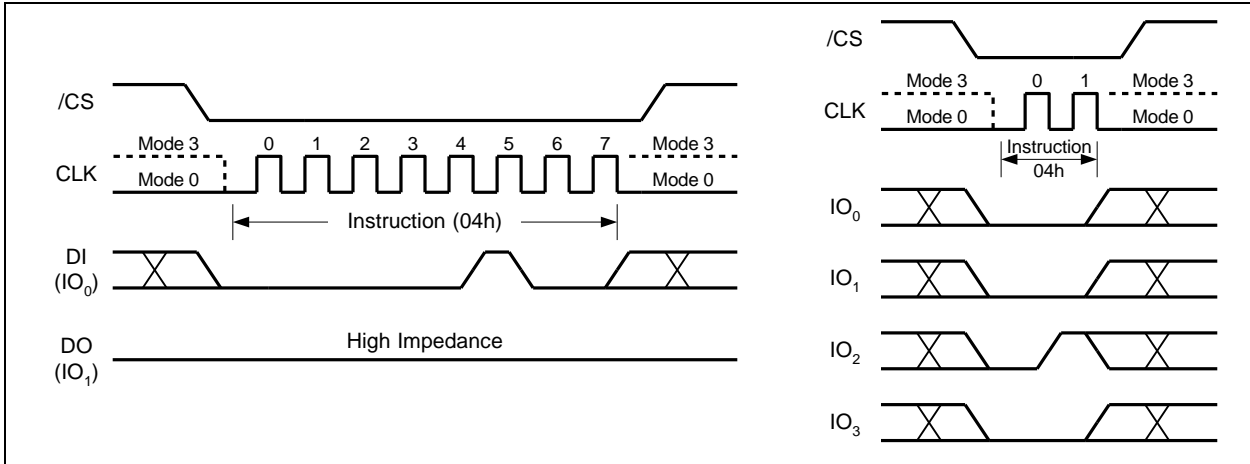 /CS
Mode 3 0 1 2 3 4 5 6 7 Mode 3
CLK
Mode 0 Mode 0
Instruction (04h)
DI
(IO0)
High Impedance
DO
(IO1)
/CS
Mode 3 0 1 Mode 3
CLK
Mode 0 Mode 0
Instruction
04h
IO0
IO1
IO2
IO3